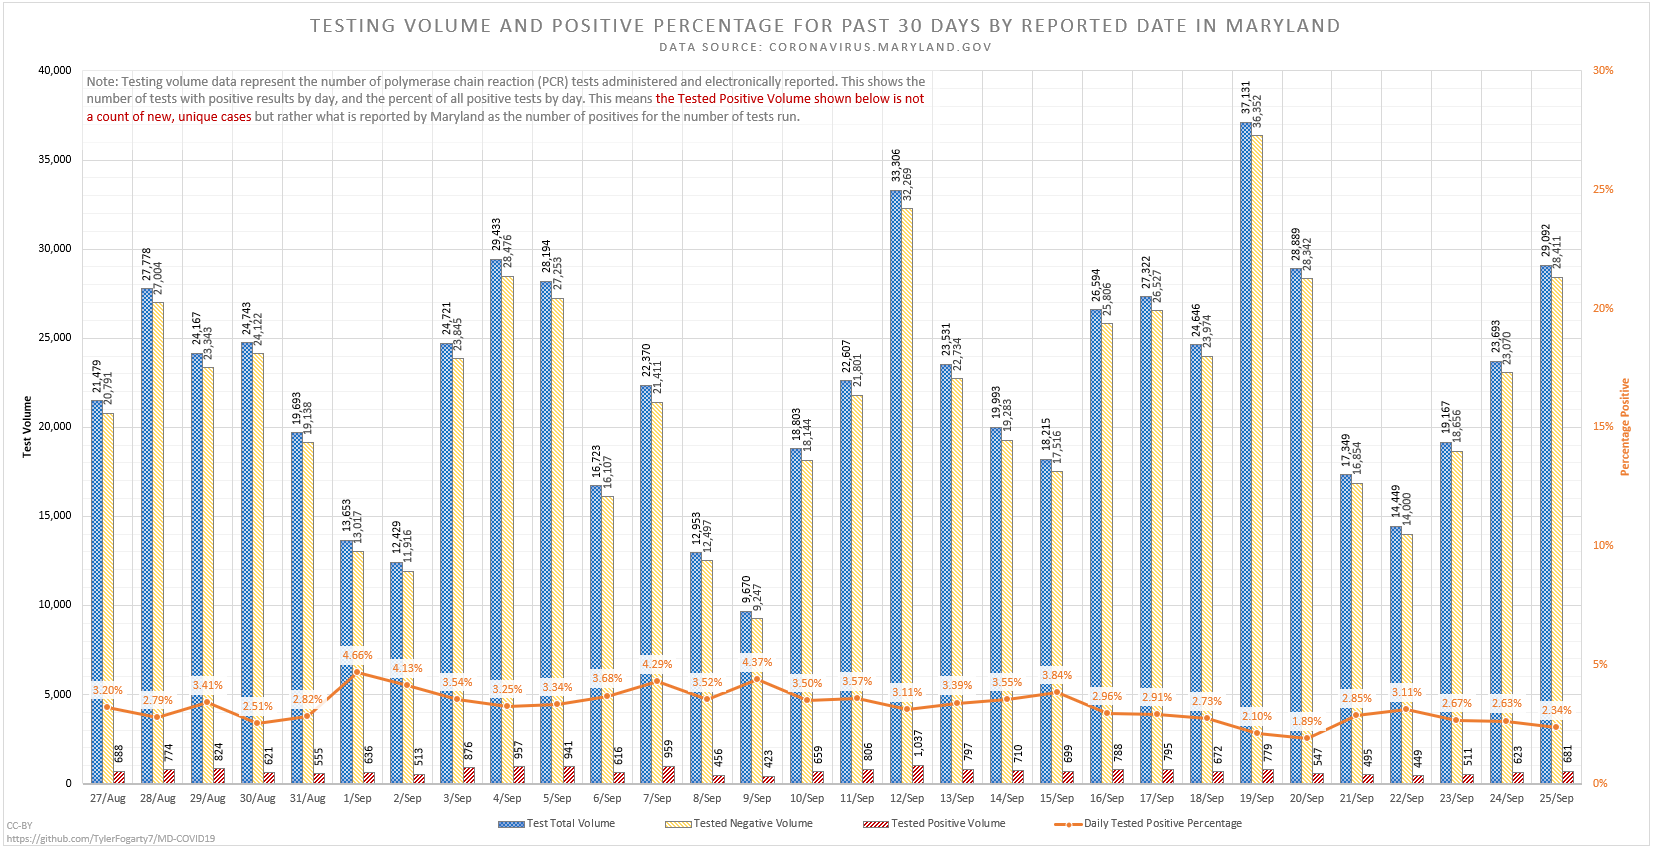 TESTING VOLUME AND POSITIVE PERCENTAGE FOR PAST 30 DAYS BY REPORTED DATE IN MARYLAND
DATA SOURCE: CORONAVIRUS.MARYLAND.GOV
Note: Testing volume data represent the number of polymerase chain reaction (PCR) tests administered and electronically reported. This shows the
number of tests with positive results by day, and the percent of all positive tests by day. This means the Tested Positive Volume shown below is not
a count of new, unique cases but rather what is reported by Maryland as the number of positives for the number of tests run.
Test Volume
40,000
35,000
30,000
25,000
20,000
15,000
10,000
5,000
0
21,479 20,791 3.20% 688
27,778 27,004 2.79% 774
24,167 23,343 3.41% 824
24,743 24,122 2.51% 621
19,693 19,138 2.82% 555
13,653 13,017 4.66% 636
12,429 11,916 4.13% 513
24,721 23,845 3.54% 876
29,433 28,476 3.25% 957
28,194 27,253 3.34% 941
16,723 16,107 3.68% 616
22,370 21,411 4.29% 959
12,953 12,497 3.52% 456
9,670 9,247 4.37% 423
18,803 18,144 3.50% 659
22,607 21,801 3.57% 806
33,306 32,269 3.11% 1,037
23,531 22,734 3.39% 797
19,993 19,283 3.55% 710
18,215 17,516 3.84% 699
26,594 25,806 2.96% 788
27,322 26,527 2.91% 795
24,646 23,974 2.73% 672
37,131 36,352 2.10% 779
28,889 28,342 1.89% 547
17,349 16,854 2.85% 495
14,449 14,000 3.11% 449
19,167 18,656 2.67% 511
23,693 23,070 2.63% 623
29,092 28,411 2.34% 681
30%
25%
20%
15%
10%
5%
0%
Percentage Positive
27/Aug 28/Aug 29/Aug 30/Aug 31/Aug 1/Sep 2/Sep 3/Sep 4/Sep 5/Sep 6/Sep 7/Sep 8/Sep 9/Sep 10/Sep 11/Sep 12/Sep 13/Sep 14/Sep 15/Sep 16/Sep 17/Sep 18/Sep 19/Sep 20/Sep 21/Sep 22/Sep 23/Sep 24/Sep 25/Sep
Test Total Volume Tested Negative Volume Tested Positive Volume Daily Tested Positive Percentage
CC-BY
https://github.com/TylerFogarty7/MD-COVID19